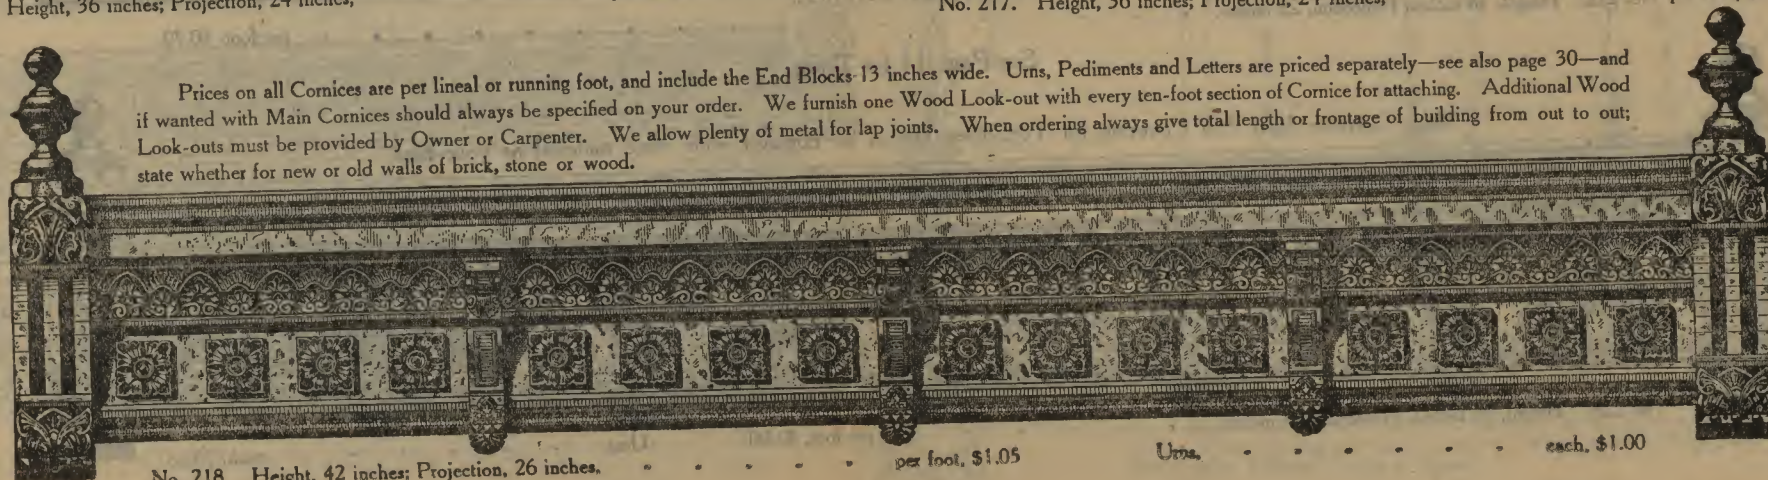 Height, 36 inches; Projection, 24 inches,
No. 217. Height, 36 inches; Projection, 24 inches,
Prices on all Cornices are per lineal or running foot, and include the End Blocks 13 inches wide. Urns, Pediments and Letters are priced separately—see also page 30—and
if wanted with Main Cornices should always be specified on your order. We furnish one Wood Look-out with every ten-foot section of Cornice for attaching. Additional Wood
Look-outs must be provided by Owner or Carpenter. We allow plenty of metal for lap joints. When ordering always give total length or frontage of building from out to out;
state whether for new or old walls of brick, stone or wood.
No. 218 Height, 42 inches; Projection, 26 inches, - - - - - per foot, $1.05 Urns, - - - - - - each, $1.00